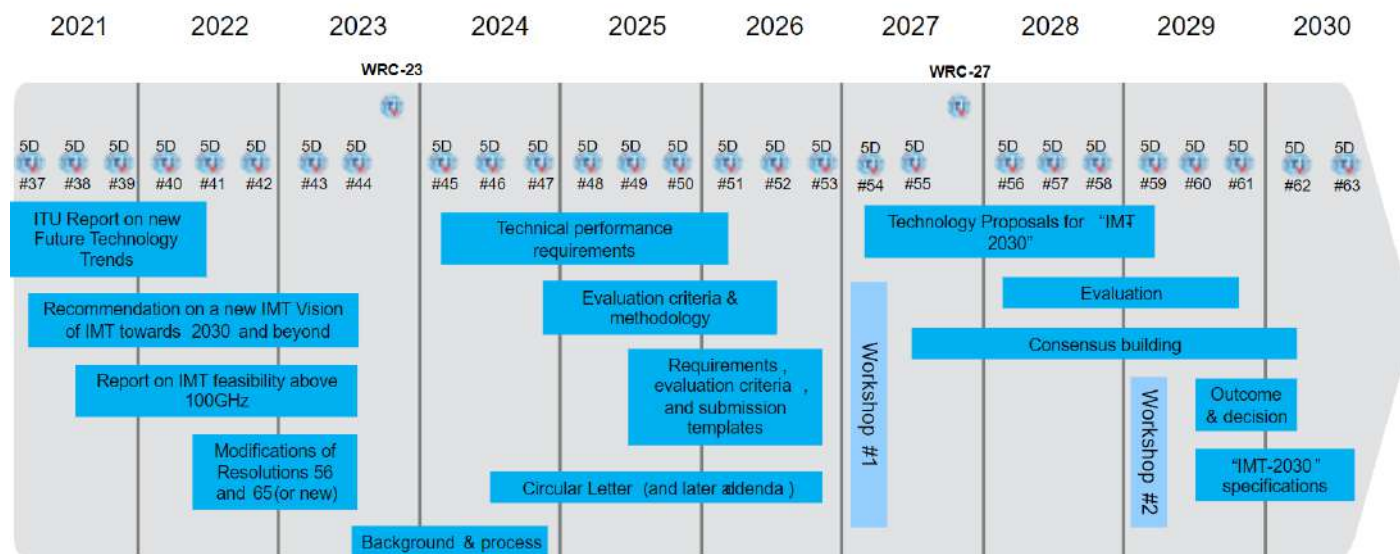 2021 2022 2023 2024 2025 2026 2027 2028 2029 2030
WRC-23 WRC-27
5D 5D 5D 5D 5D 5D 5D 5D 5D 5D 5D 5D 5D 5D 5D 5D 5D 5D 5D 5D 5D 5D 5D 5D 5D 5D 5D
#37 #38 #39 #40 #41 #42 #43 #44 #45 #46 #47 #48 #49 #50 #51 #52 #53 #54 #55 #56 #57 #58 #59 #60 #61 #62 #63
ITU Report on new
Future Technology
Trends
Recommendation on a new IMT Vision
of IMT towards 2030 and beyond
Report on IMT feasibility above
100GHz
Modifications of
Resolutions 56
and 65(or new)
Background & process
Technical performance
requirements
Evaluation criteria &
methodology
Requirements ,
evaluation criteria ,
and submission
templates
Circular Letter (and later addenda )
Workshop #1
Technology Proposals for "IMT-
2030"
Evaluation
Consensus building
Workshop #2
Outcome
& decision
"IMT-2030"
specifications